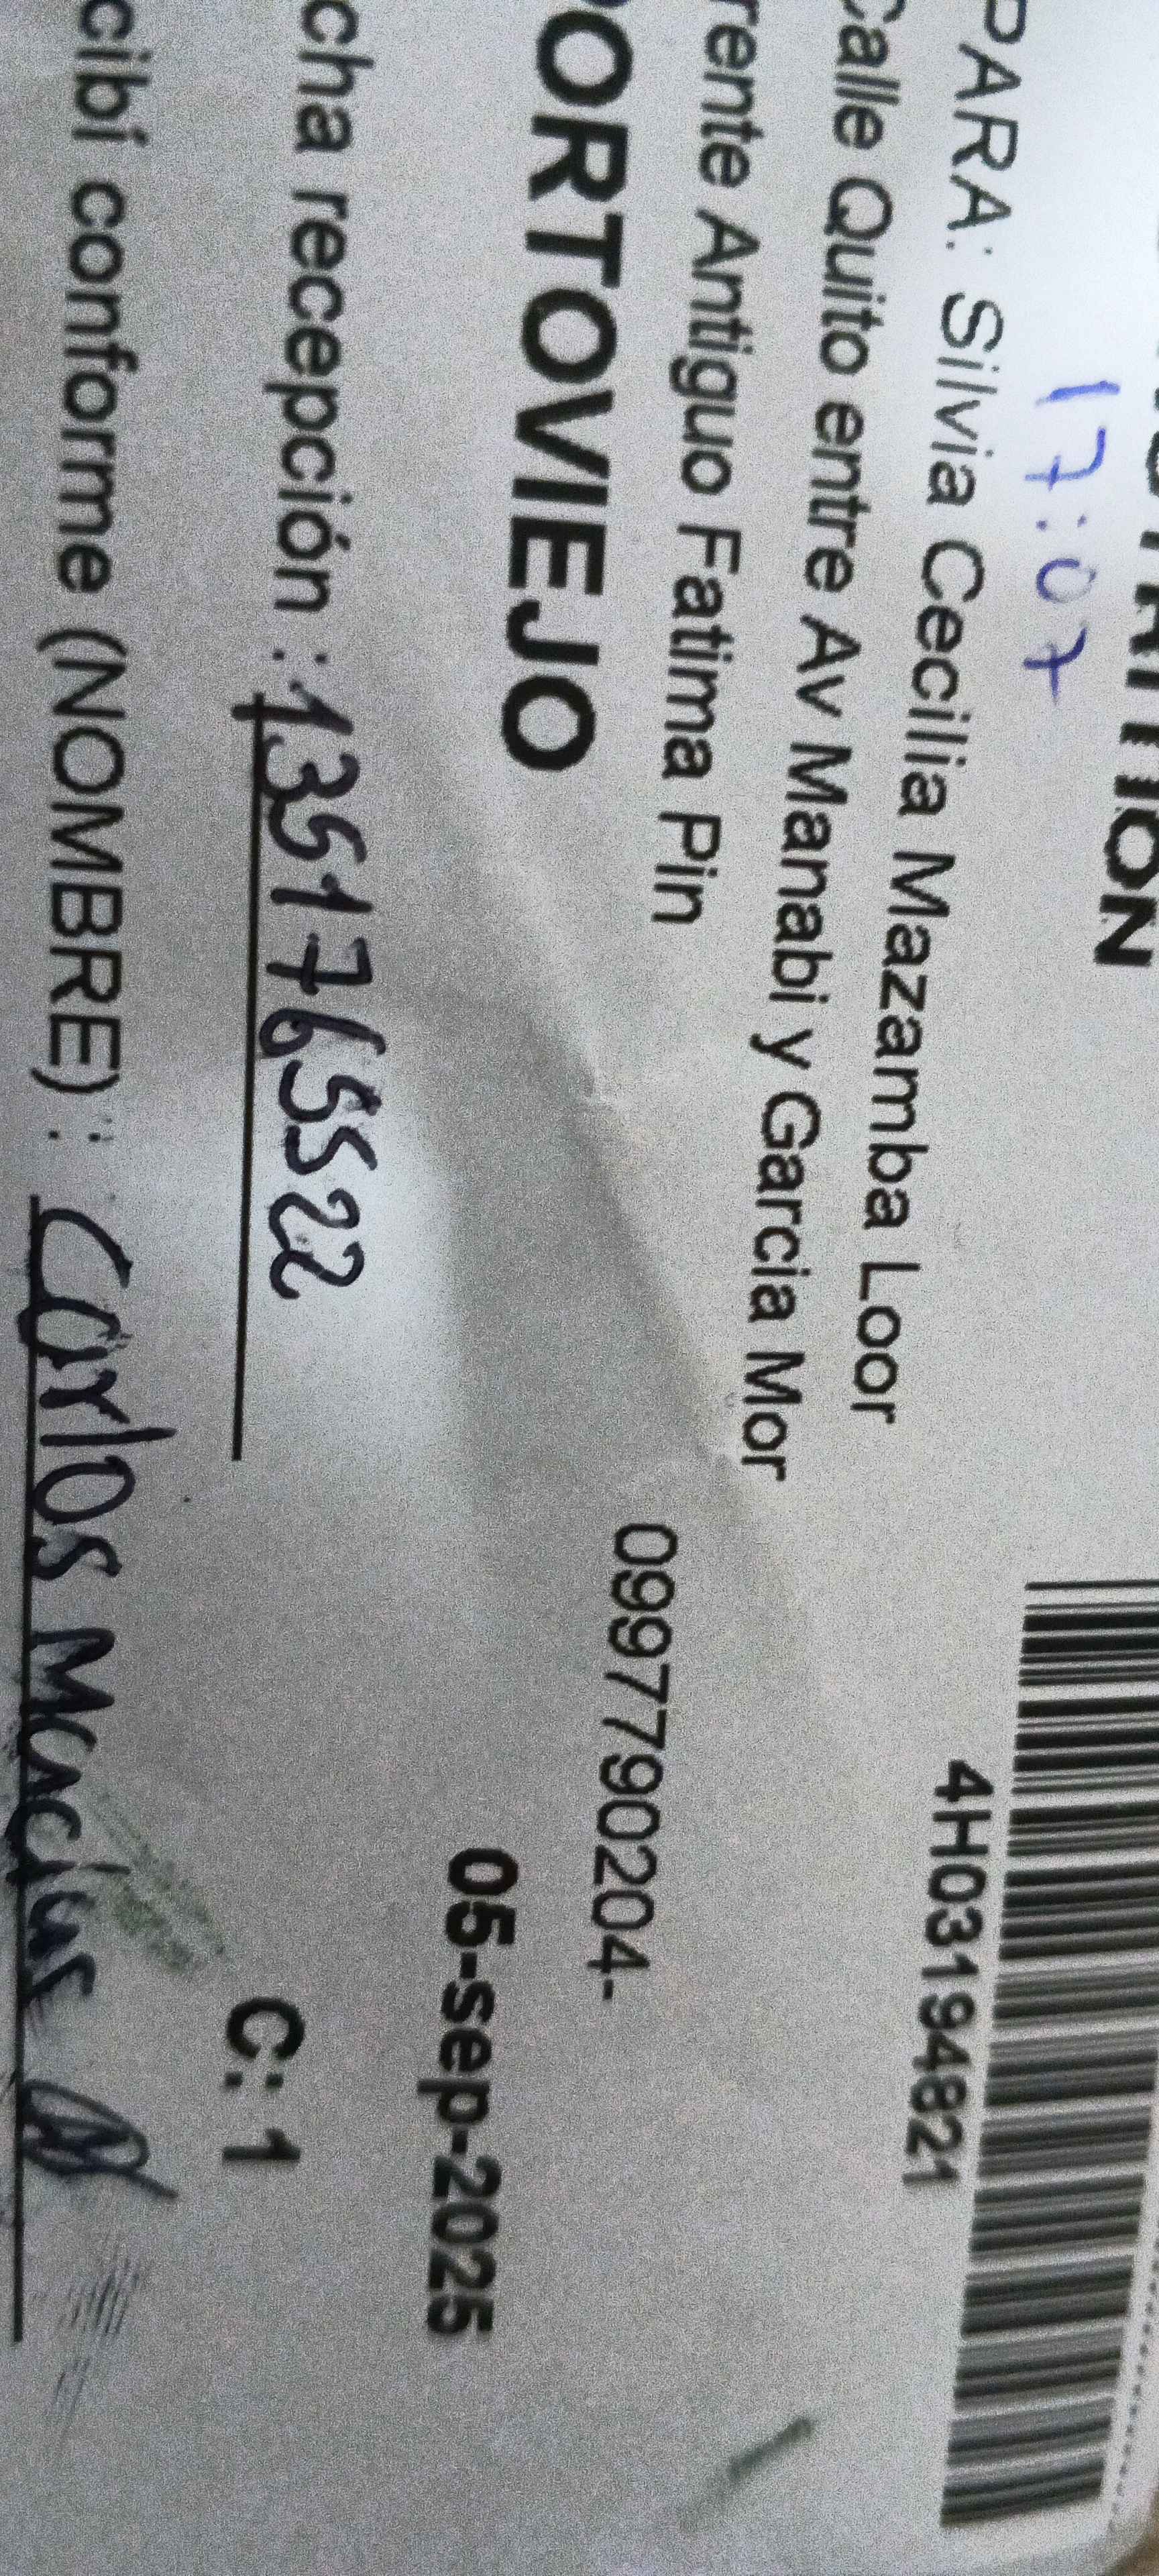 17:07
PARA: Silvia Cecilia Mazamba Loor
4H03194821
Calle Quito entre Av Manabi y Garcia Mor
rente Antiguo Fatima Pin
0997790204-
ORTOVIEJO
05-sep-2025
cha recepción : 1351765522
C: 1
cibí conforme (NOMBRE) : Carlos Macias